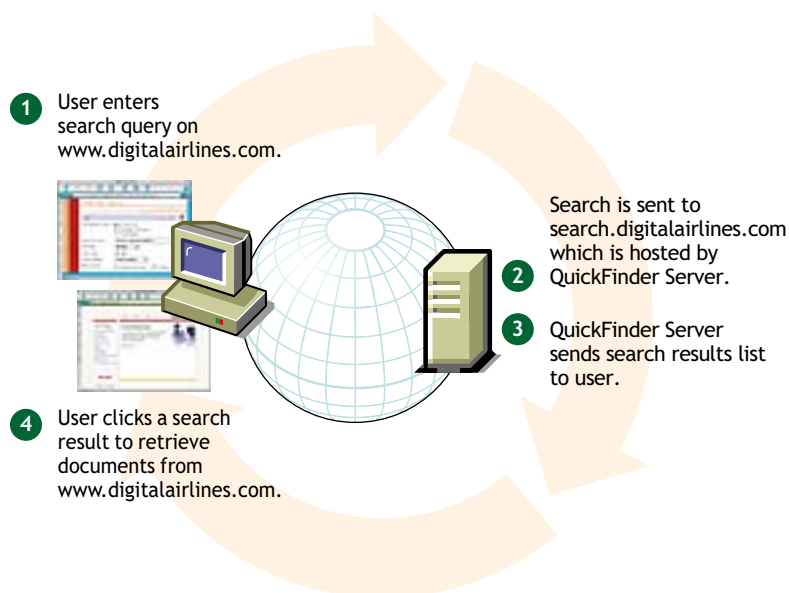 1
User enters
search query on
www.digitalairlines.com.
Search is sent to
search.digitalairlines.com
which is hosted by
2 QuickFinder Server.
3 QuickFinder Server
sends search results list
to user.
4 User clicks a search
result to retrieve
documents from
www.digitalairlines.com.